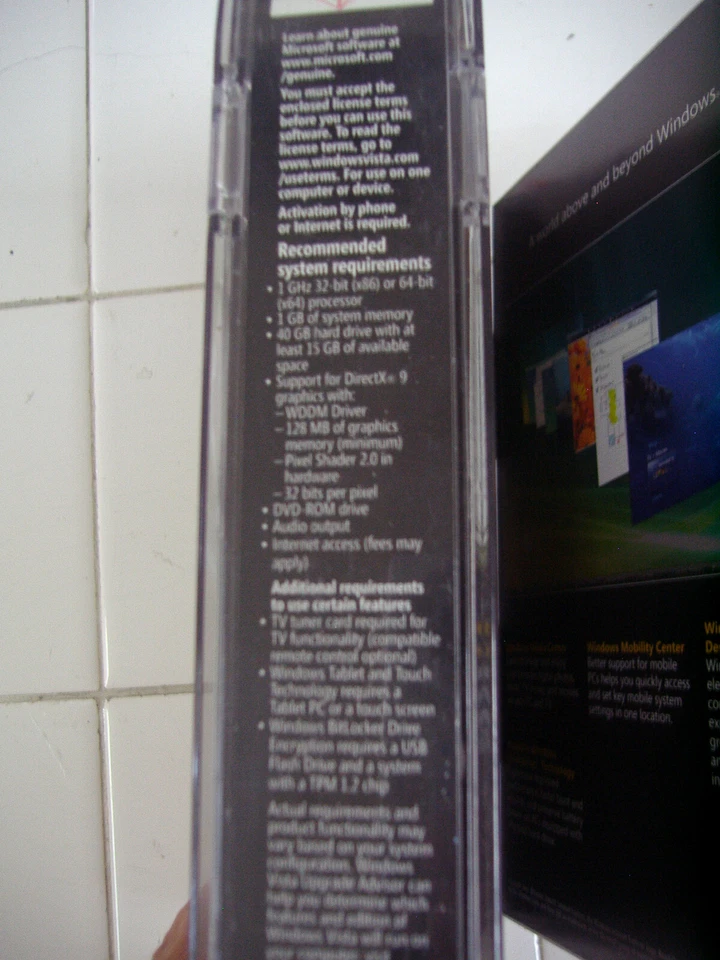 Learn about genuine
Microsoft software at
www.microsoft.com
/genuine.
You must accept the
enclosed license terms
before you can use this
software. To read the
license terms, go to
www.windowsvista.com
/useterms. For use on one
computer or device.
Activation by phone
or Internet is required.
Recommended
system requirements
• 1 GHz 32-bit (x86) or 64-bit
(x64) processor
• 1 GB of system memory
• 40 GB hard drive with at
least 15 GB of available
space
• Support for DirectX® 9
graphics with:
– WDDM Driver
– 128 MB of graphics
memory (minimum)
– Pixel Shader 2.0 in
hardware
– 32 bits per pixel
• DVD-ROM drive
• Audio output
• Internet access (fees may
apply)
Additional requirements
to use certain features
• TV tuner card required for
TV functionality (compatible
remote control optional)
• Windows Tablet and Touch
Technology requires a
Tablet PC or a touch screen
• Windows BitLocker Drive
Encryption requires a USB
Flash Drive and a system
with a TPM 1.2 chip
Actual requirements and
product functionality may
vary based on your system
configuration. Windows
Vista Upgrade Advisor can
help you determine which
features and edition of
Windows Vista will run on
your computer, and
A world above and beyond Windows
Windows Mobility Center
Better support for mobile
PCs helps you quickly access
and set key mobile system
settings in one location.